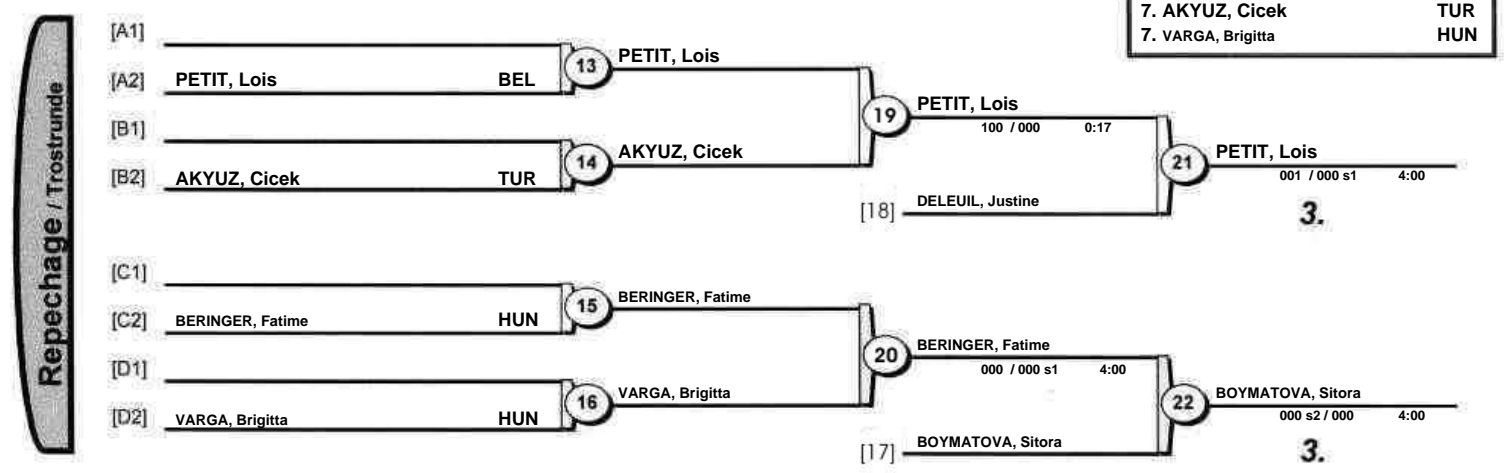 7. AKYUZ, Cicek TUR
7. VARGA, Brigitta HUN
Repechage / Trostrunde
[A1]
13 PETIT, Lois
[A2] PETIT, Lois BEL
19 PETIT, Lois
100 / 000 0:17
[B1]
14 AKYUZ, Cicek
[B2] AKYUZ, Cicek TUR
21 PETIT, Lois
001 / 000 s1 4:00
[18] DELEUIL, Justine
3.
[C1]
15 BERINGER, Fatime
[C2] BERINGER, Fatime HUN
20 BERINGER, Fatime
000 / 000 s1 4:00
[D1]
16 VARGA, Brigitta
[D2] VARGA, Brigitta HUN
22 BOYMATOVA, Sitora
000 s2 / 000 4:00
[17] BOYMATOVA, Sitora
3.